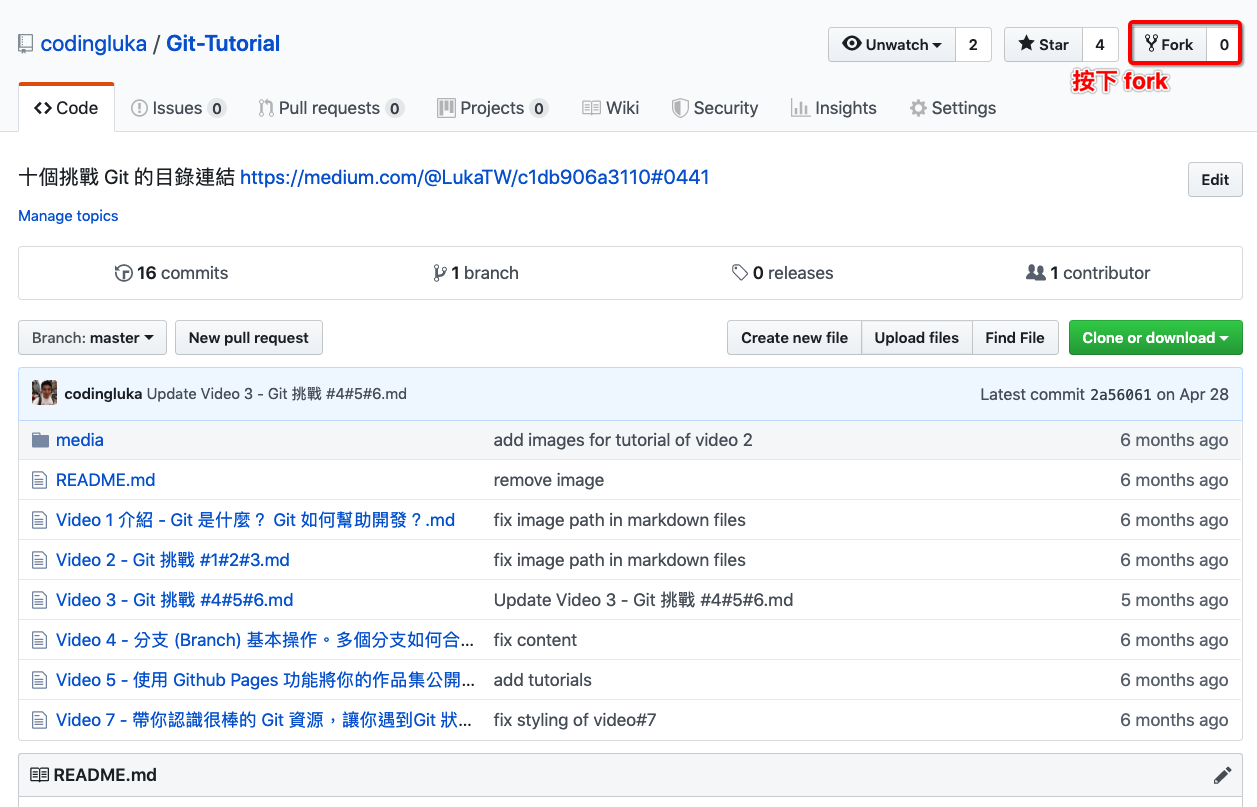 codingluka / Git-Tutorial
Unwatch 2 Star 4 Fork 0
按下 fork
Code Issues 0 Pull requests 0 Projects 0 Wiki Security Insights Settings
十個挑戰 Git 的目錄連結 https://medium.com/@LukaTW/c1db906a3110#0441
Edit
Manage topics
16 commits 1 branch 0 releases 1 contributor
Branch: master New pull request Create new file Upload files Find File Clone or download
codingluka Update Video 3 - Git 挑戰 #4#5#6.md Latest commit 2a56061 on Apr 28
media add images for tutorial of video 2 6 months ago
README.md remove image 6 months ago
Video 1 介紹 - Git 是什麼？ Git 如何幫助開發？.md fix image path in markdown files 6 months ago
Video 2 - Git 挑戰 #1#2#3.md fix image path in markdown files 6 months ago
Video 3 - Git 挑戰 #4#5#6.md Update Video 3 - Git 挑戰 #4#5#6.md 5 months ago
Video 4 - 分支 (Branch) 基本操作。多個分支如何合... fix content 6 months ago
Video 5 - 使用 Github Pages 功能將你的作品集公開... add tutorials 6 months ago
Video 7 - 帶你認識很棒的 Git 資源，讓你遇到Git 狀... fix styling of video#7 6 months ago
README.md